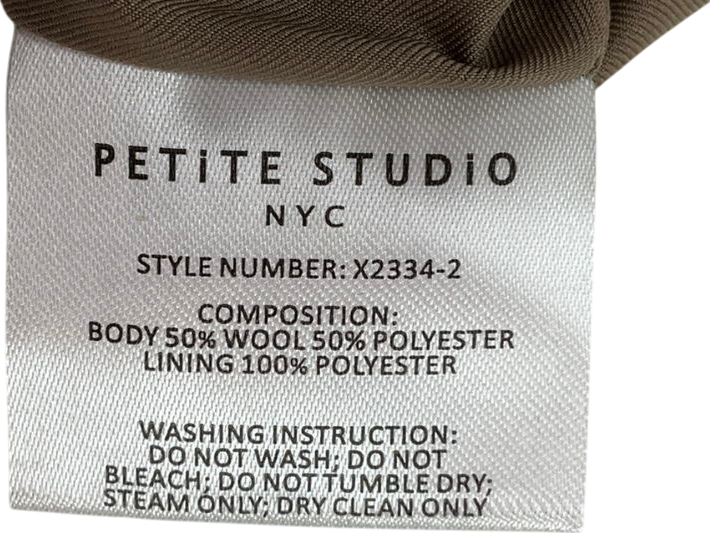 PETiTE STUDiO
NYC
STYLE NUMBER: X2334-2
COMPOSITION:
BODY 50% WOOL 50% POLYESTER
LINING 100% POLYESTER
WASHING INSTRUCTION:
DO NOT WASH; DO NOT
BLEACH; DO NOT TUMBLE DRY;
STEAM ONLY; DRY CLEAN ONLY